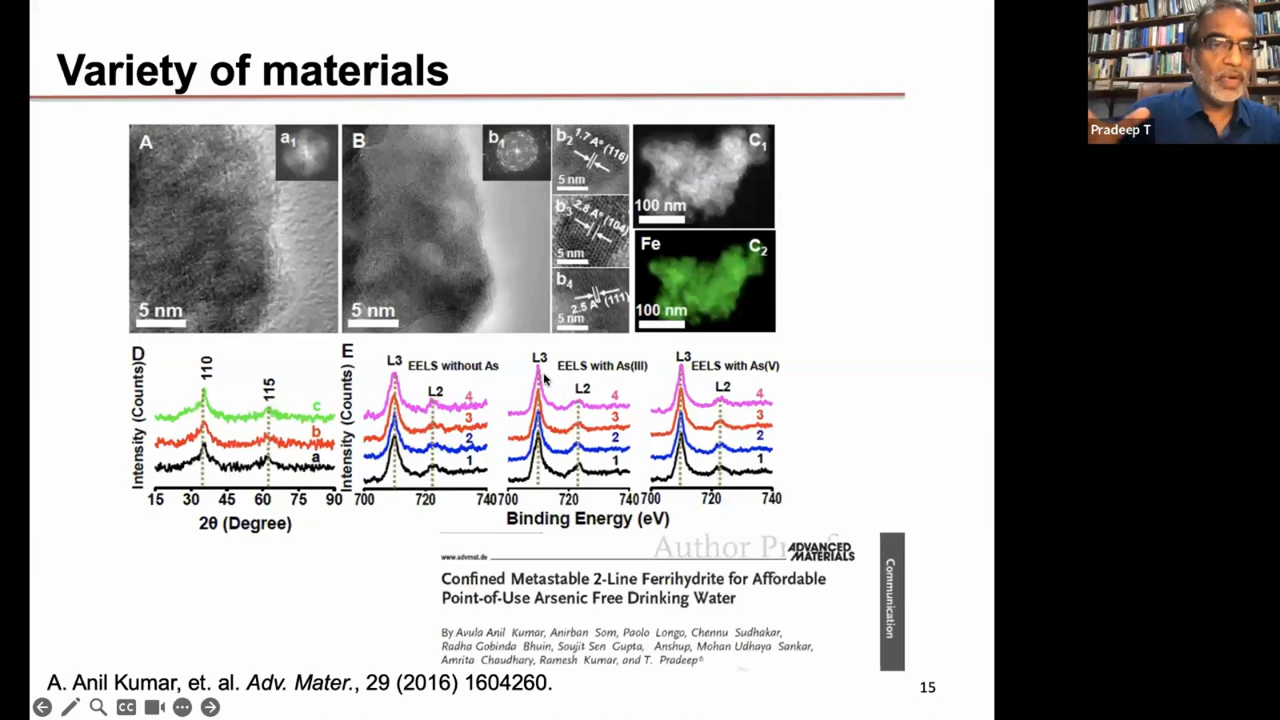 Variety of materials
Pradeep T
A
a1
5 nm
B
b1
5 nm
b2
1.7 A° (116)
5 nm
b3
2.8 A° (104)
5 nm
b4
2.5 A° (111)
5 nm
C1
100 nm
Fe
C2
100 nm
D
Intensity (Counts)
110
115
c
b
a
15 30 45 60 75 90
2θ (Degree)
E
Intensity (Counts)
L3
EELS without As
L2
4
3
2
1
700 720 740
L3
EELS with As(III)
L2
4
3
2
1
700 720 740
L3
EELS with As(V)
L2
4
3
2
1
700 720 740
Binding Energy (eV)
Author
www.advmat.de
ADVANCED
MATERIALS
Communication
Confined Metastable 2-Line Ferrihydrite for Affordable
Point-of-Use Arsenic Free Drinking Water
By Avula Anil Kumar, Anirban Som, Paolo Longo, Chennu Sudhakar,
Radha Gobinda Bhuin, Soujit Sen Gupta, Anshup, Mohan Udhaya Sankar,
Amrita Chaudhary, Ramesh Kumar, and T. Pradeep*
A. Anil Kumar, et. al. Adv. Mater., 29 (2016) 1604260.
15
CC